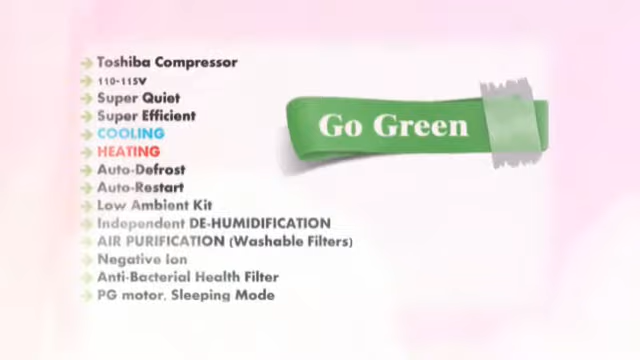 Toshiba Compressor
110-115V
Super Quiet
Super Efficient
COOLING
HEATING
Auto-Defrost
Auto-Restart
Low Ambient Kit
Independent DE-HUMIDIFICATION
AIR PURIFICATION (Washable Filters)
Negative Ion
Anti-Bacterial Health Filter
PG motor, Sleeping Mode
Go Green